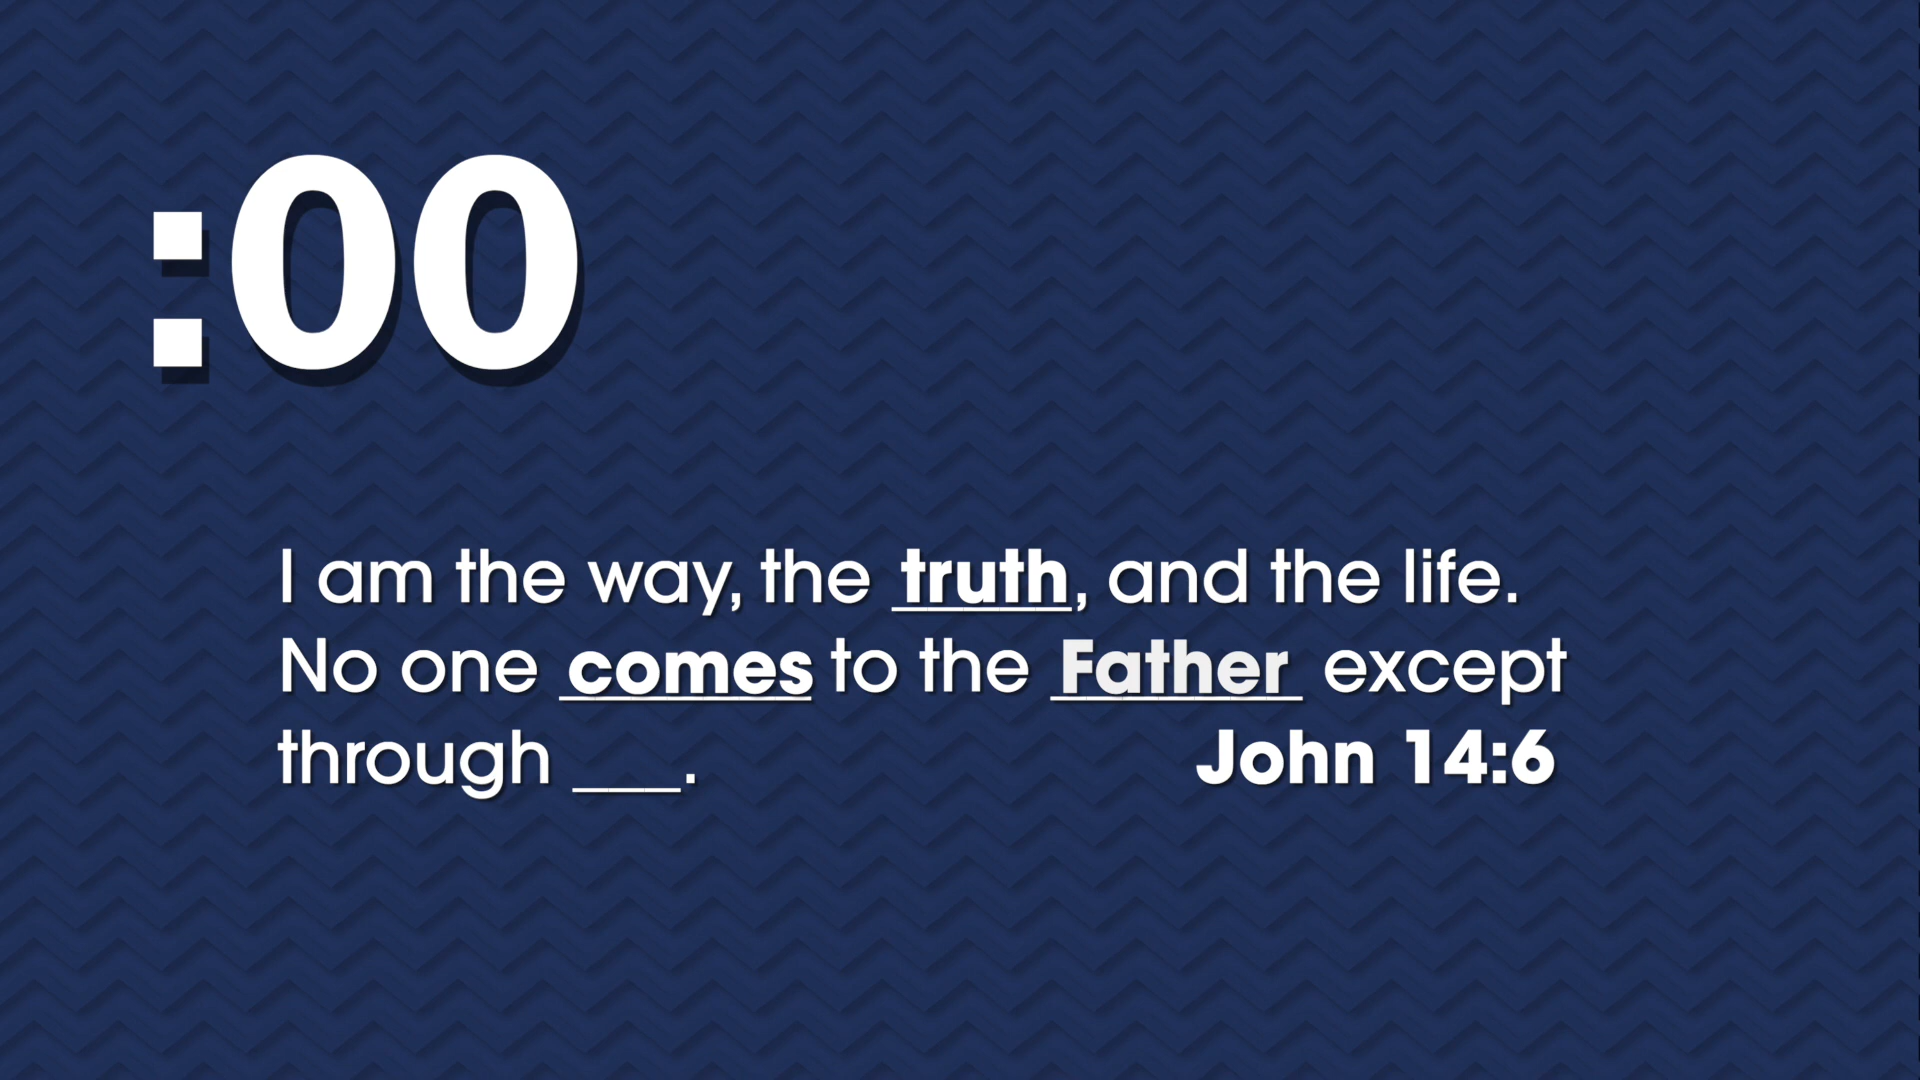 :00
I am the way, the truth, and the life.
No one comes to the Father except
through ___. John 14:6